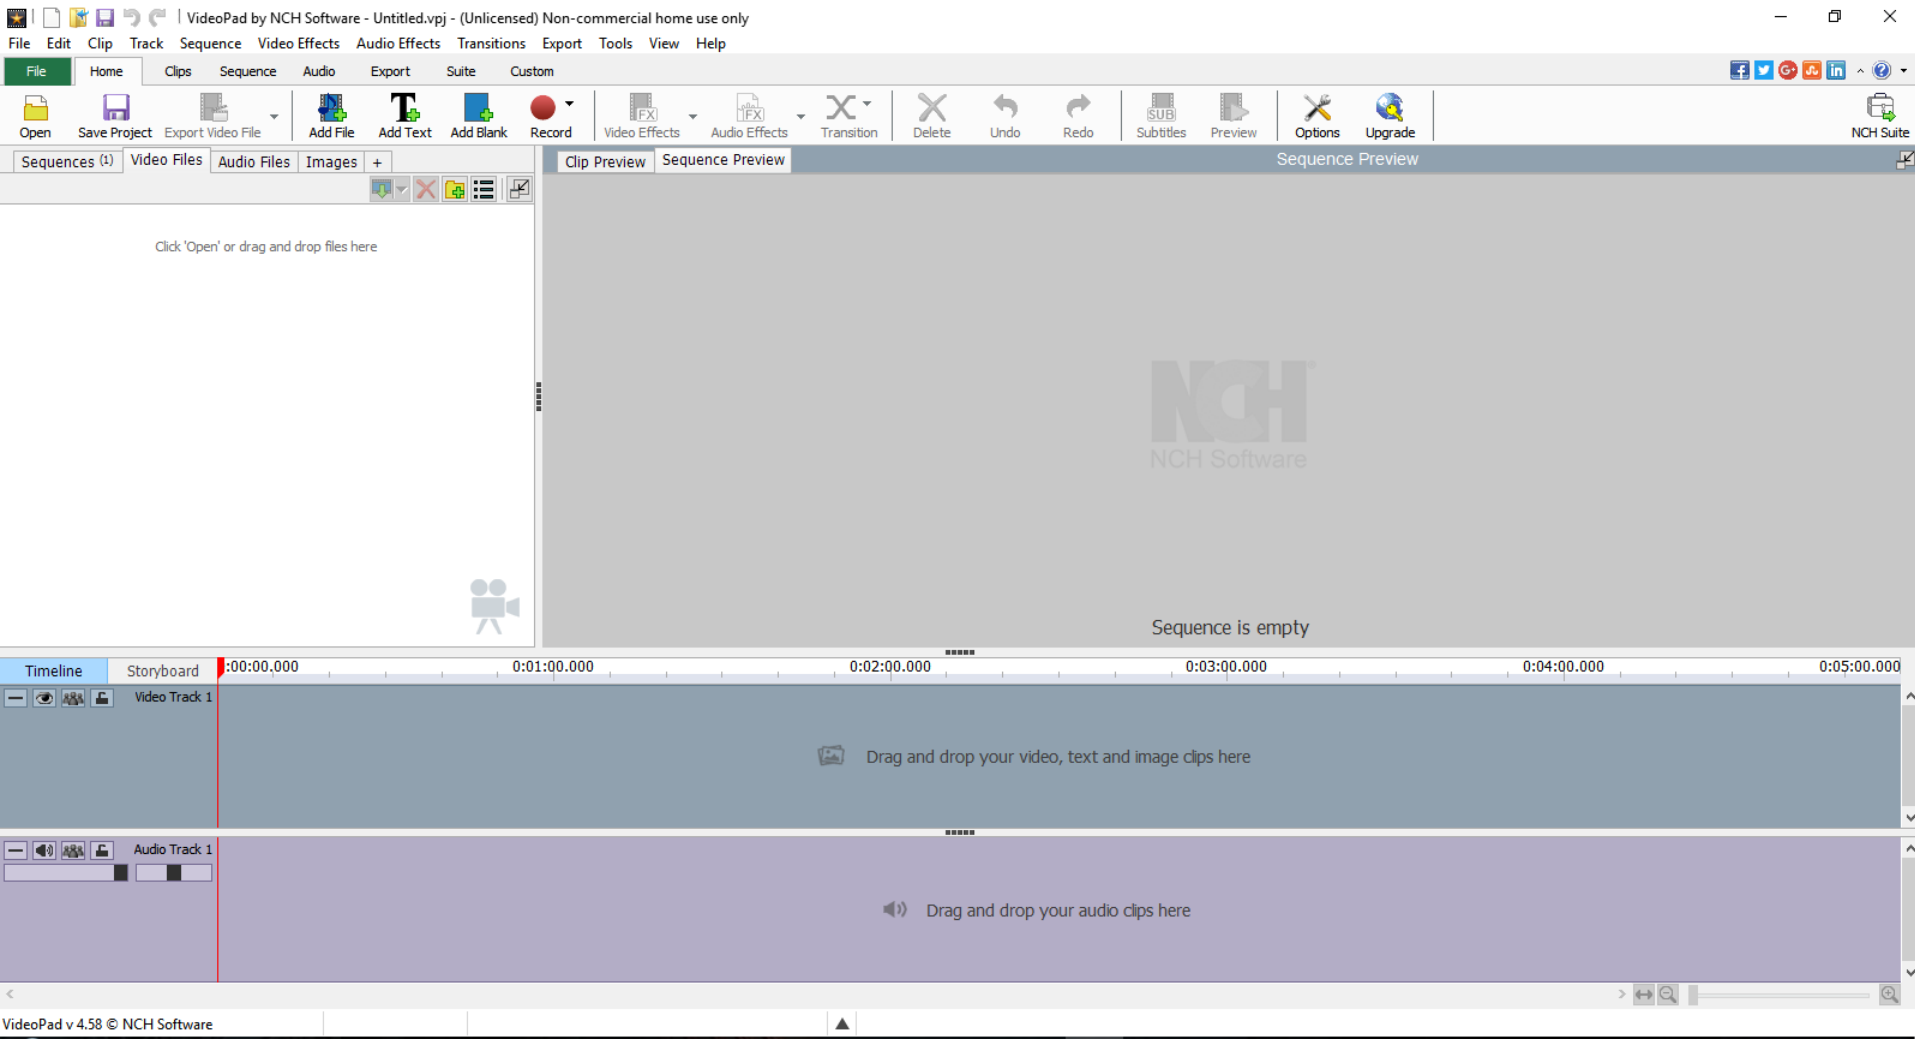 VideoPad by NCH Software - Untitled.vpj - (Unlicensed) Non-commercial home use only
File Edit Clip Track Sequence Video Effects Audio Effects Transitions Export Tools View Help
File Home Clips Sequence Audio Export Suite Custom
Open Save Project Export Video File Add File Add Text Add Blank Record Video Effects Audio Effects Transition Delete Undo Redo Subtitles Preview Options Upgrade NCH Suite
Sequences (1) Video Files Audio Files Images + Clip Preview Sequence Preview Sequence Preview
Click 'Open' or drag and drop files here
NCH
NCH Software
Sequence is empty
Timeline Storyboard :00:00.000 0:01:00.000 0:02:00.000 0:03:00.000 0:04:00.000 0:05:00.000
Video Track 1
Drag and drop your video, text and image clips here
Audio Track 1
Drag and drop your audio clips here
VideoPad v 4.58 © NCH Software